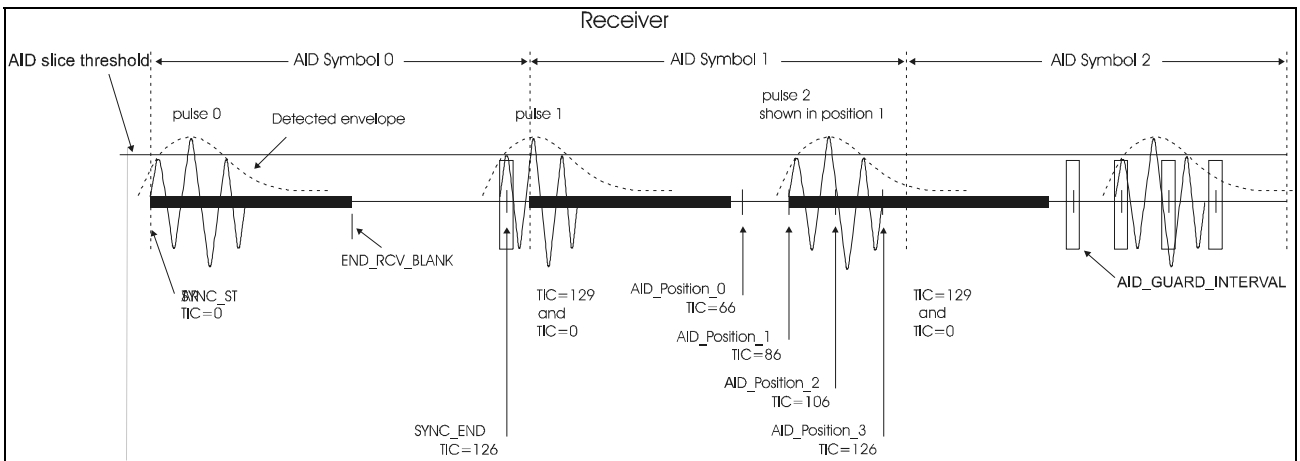 Receiver
AID slice threshold
AID Symbol 0
AID Symbol 1
AID Symbol 2
pulse 0
Detected envelope
pulse 1
pulse 2
shown in position 1
END_RCV_BLANK
SYNC_ST
TIC=0
TIC=129
and
TIC=0
AID_Position_0
TIC=66
AID_Position_1
TIC=86
AID_Position_2
TIC=106
AID_Position_3
TIC=126
SYNC_END
TIC=126
TIC=129
and
TIC=0
AID_GUARD_INTERVAL